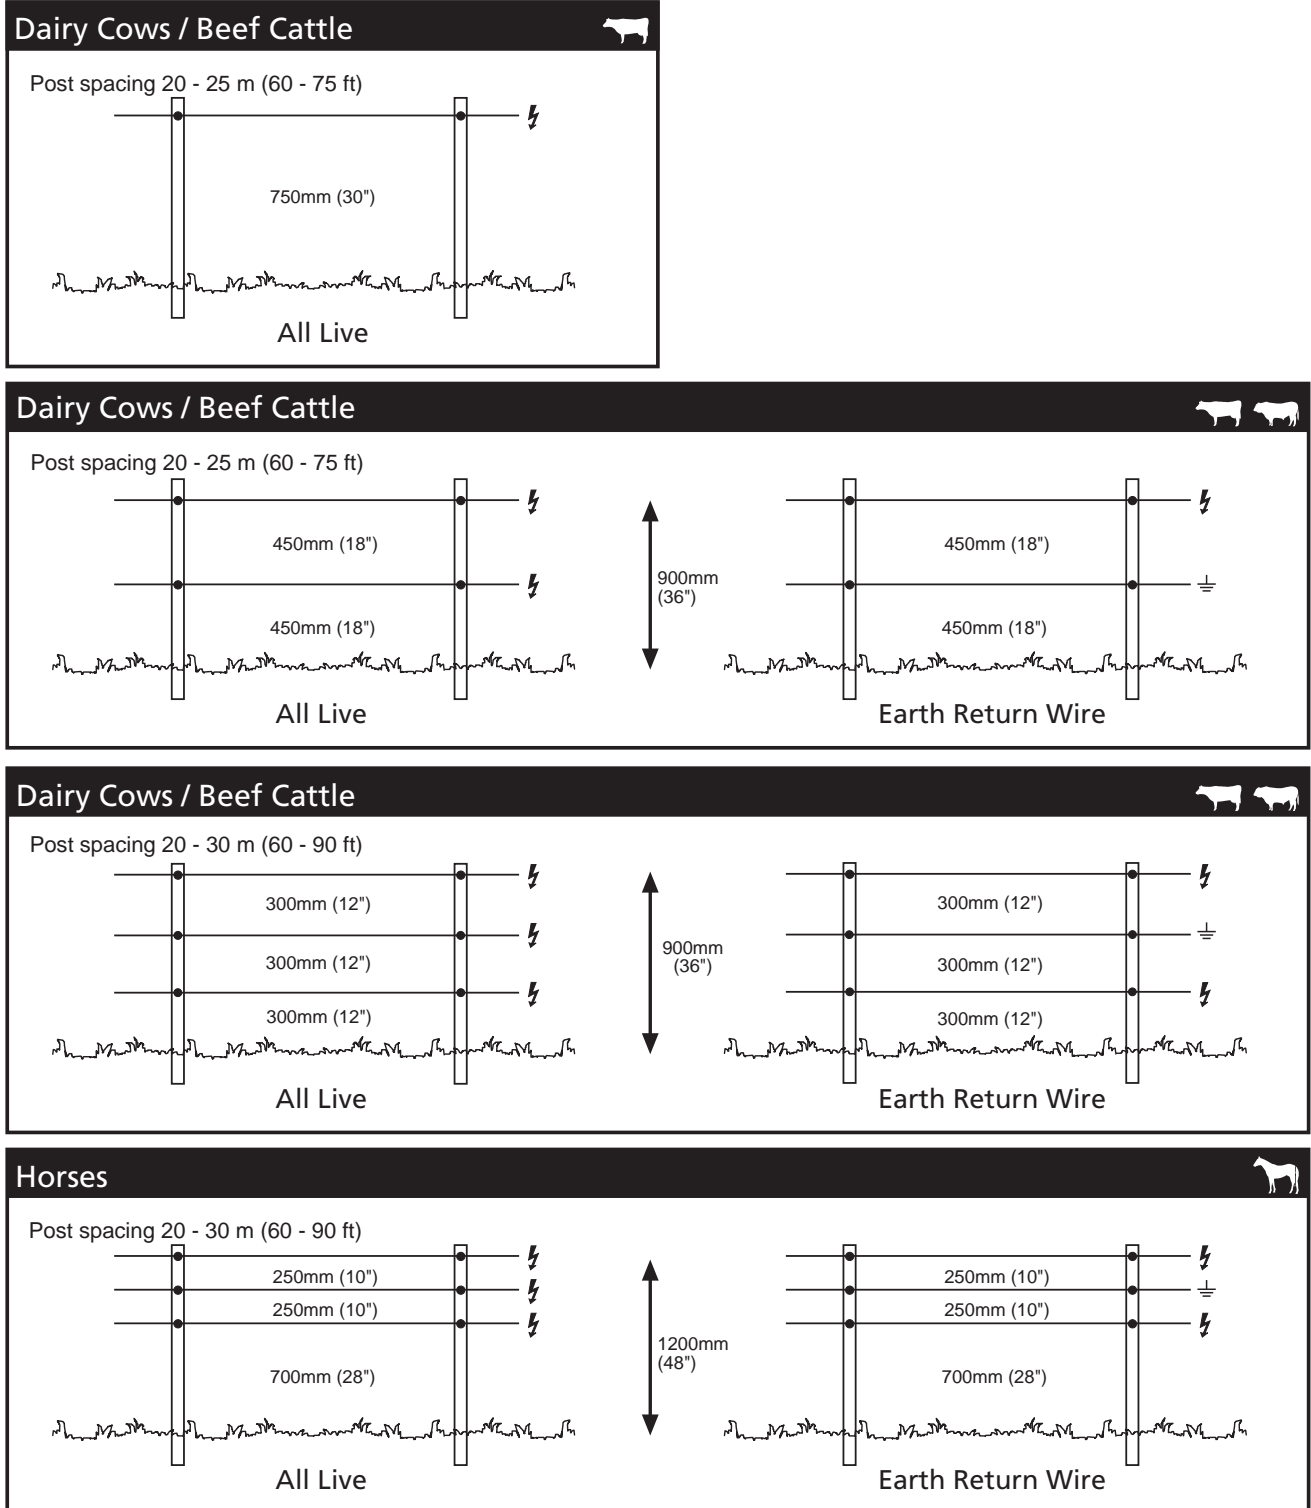 Dairy Cows / Beef Cattle
Post spacing 20 - 25 m (60 - 75 ft)
750mm (30")
All Live
Dairy Cows / Beef Cattle
Post spacing 20 - 25 m (60 - 75 ft)
450mm (18")
450mm (18")
All Live
900mm
(36")
450mm (18")
450mm (18")
Earth Return Wire
Dairy Cows / Beef Cattle
Post spacing 20 - 30 m (60 - 90 ft)
300mm (12")
300mm (12")
300mm (12")
All Live
900mm
(36")
300mm (12")
300mm (12")
300mm (12")
Earth Return Wire
Horses
Post spacing 20 - 30 m (60 - 90 ft)
250mm (10")
250mm (10")
700mm (28")
All Live
1200mm
(48")
250mm (10")
250mm (10")
700mm (28")
Earth Return Wire